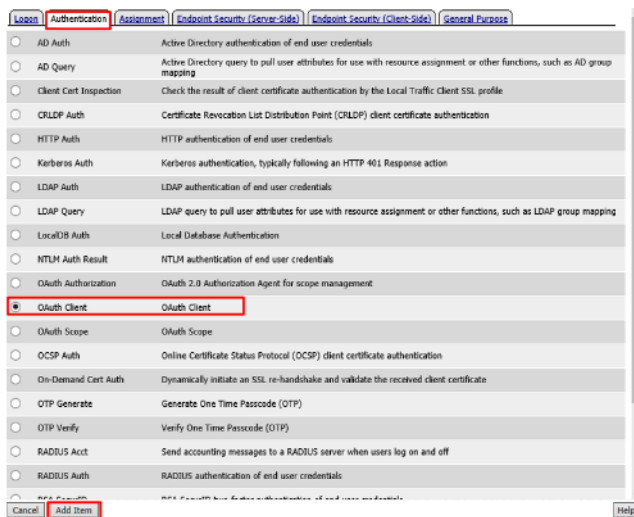 Logon Authentication Assignment Endpoint Security (Server-Side) Endpoint Security (Client-Side) General Purpose
AD Auth Active Directory authentication of end user credentials
AD Query Active Directory query to pull user attributes for use with resource assignment or other functions, such as AD group
mapping
Client Cert Inspection Check the result of client certificate authentication by the Local Traffic Client SSL profile
CRLDP Auth Certificate Revocation List Distribution Point (CRLDP) client certificate authentication
HTTP Auth HTTP authentication of end user credentials
Kerberos Auth Kerberos authentication, typically following an HTTP 401 Response action
LDAP Auth LDAP authentication of end user credentials
LDAP Query LDAP query to pull user attributes for use with resource assignment or other functions, such as LDAP group mapping
LocalDB Auth Local Database Authentication
NTLM Auth Result NTLM authentication of end user credentials
OAuth Authorization OAuth 2.0 Authorization Agent for scope management
OAuth Client OAuth Client
OAuth Scope OAuth Scope
OCSP Auth Online Certificate Status Protocol (OCSP) client certificate authentication
On-Demand Cert Auth Dynamically initiate an SSL re-handshake and validate the received client certificate
OTP Generate Generate One Time Passcode (OTP)
OTP Verify Verify One Time Passcode (OTP)
RADIUS Acct Send accounting messages to a RADIUS server when users log on and off
RADIUS Auth RADIUS authentication of end user credentials
RSA SecurID RSA SecurID two-factor authentication of end user credentials
Cancel Add Item Help